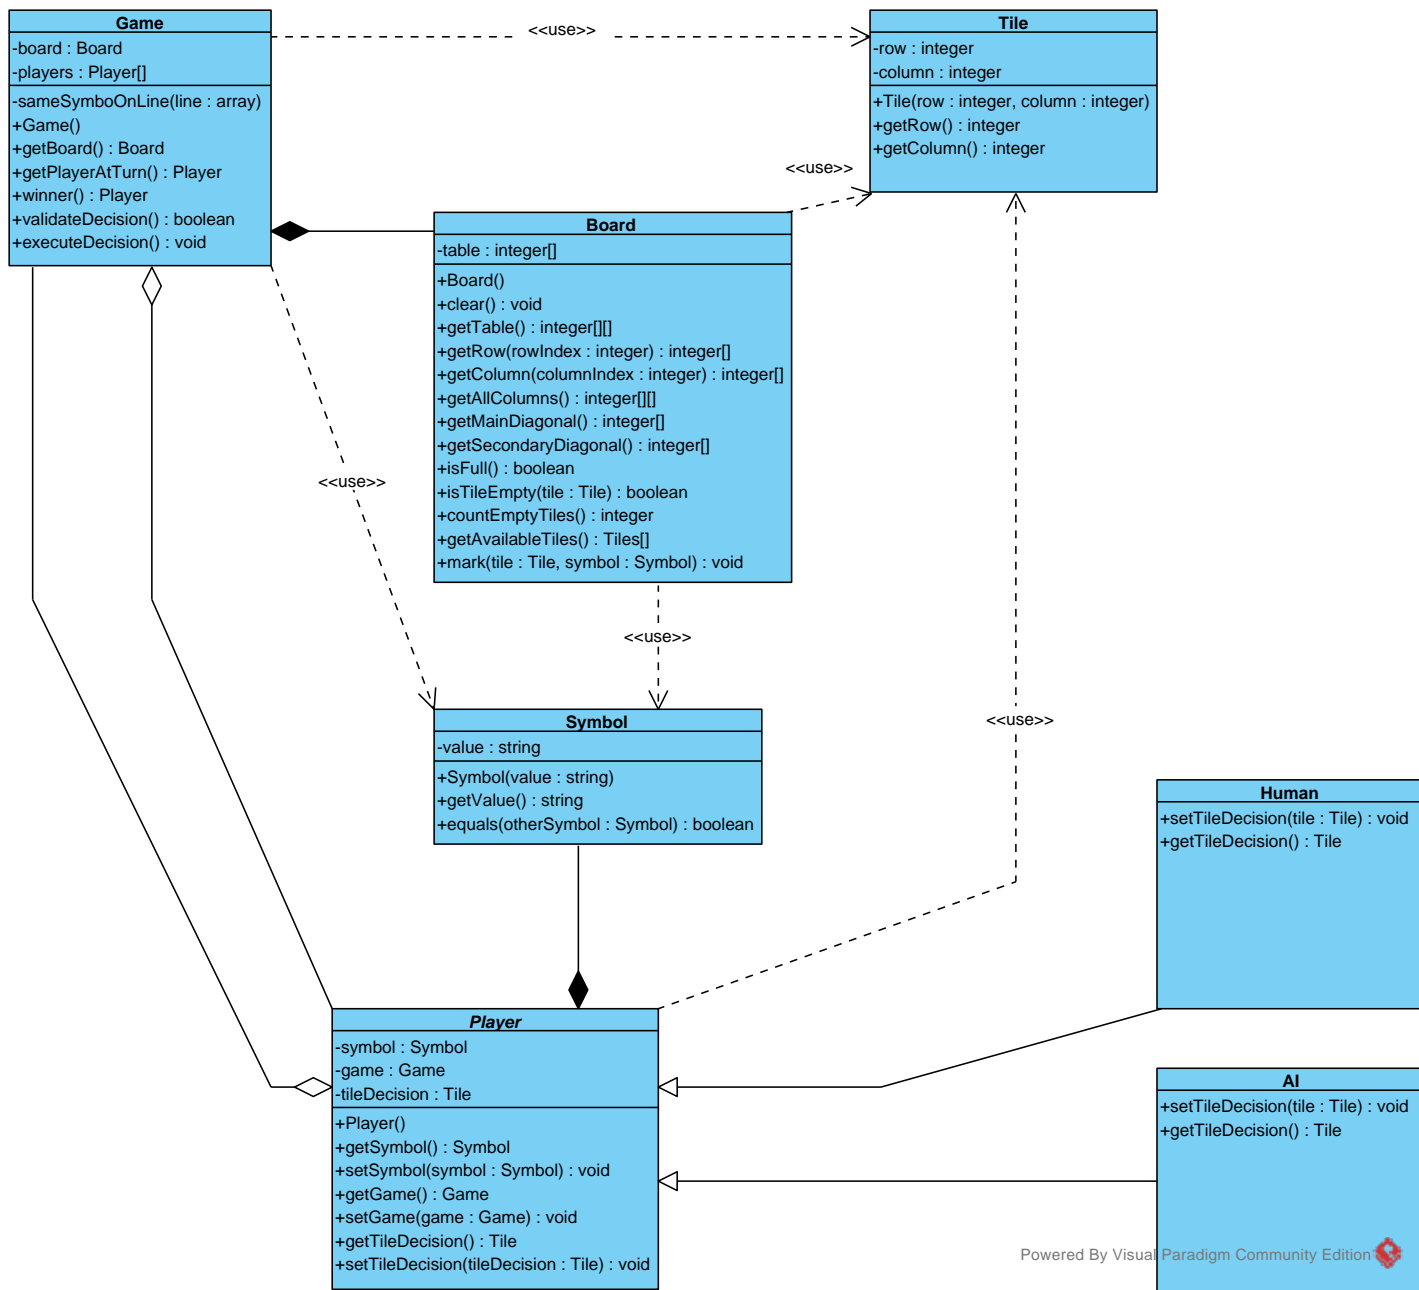 Game
-board : Board
-players : Player[]
-sameSymboOnLine(line : array)
+Game()
+getBoard() : Board
+getPlayerAtTurn() : Player
+winner() : Player
+validateDecision() : boolean
+executeDecision() : void
<<use>>
Tile
-row : integer
-column : integer
+Tile(row : integer, column : integer)
+getRow() : integer
+getColumn() : integer
<<use>>
Board
-table : integer[]
+Board()
+clear() : void
+getTable() : integer[][]
+getRow(rowIndex : integer) : integer[]
+getColumn(columnIndex : integer) : integer[]
+getAllColumns() : integer[][]
+getMainDiagonal() : integer[]
+getSecondaryDiagonal() : integer[]
+isFull() : boolean
+isTileEmpty(tile : Tile) : boolean
+countEmptyTiles() : integer
+getAvailableTiles() : Tiles[]
+mark(tile : Tile, symbol : Symbol) : void
<<use>>
<<use>>
Symbol
-value : string
+Symbol(value : string)
+getValue() : string
+equals(otherSymbol : Symbol) : boolean
<<use>>
Human
+setTileDecision(tile : Tile) : void
+getTileDecision() : Tile
Player
-symbol : Symbol
-game : Game
-tileDecision : Tile
+Player()
+getSymbol() : Symbol
+setSymbol(symbol : Symbol) : void
+getGame() : Game
+setGame(game : Game) : void
+getTileDecision() : Tile
+setTileDecision(tileDecision : Tile) : void
AI
+setTileDecision(tile : Tile) : void
+getTileDecision() : Tile
Powered By Visual Paradigm Community Edition